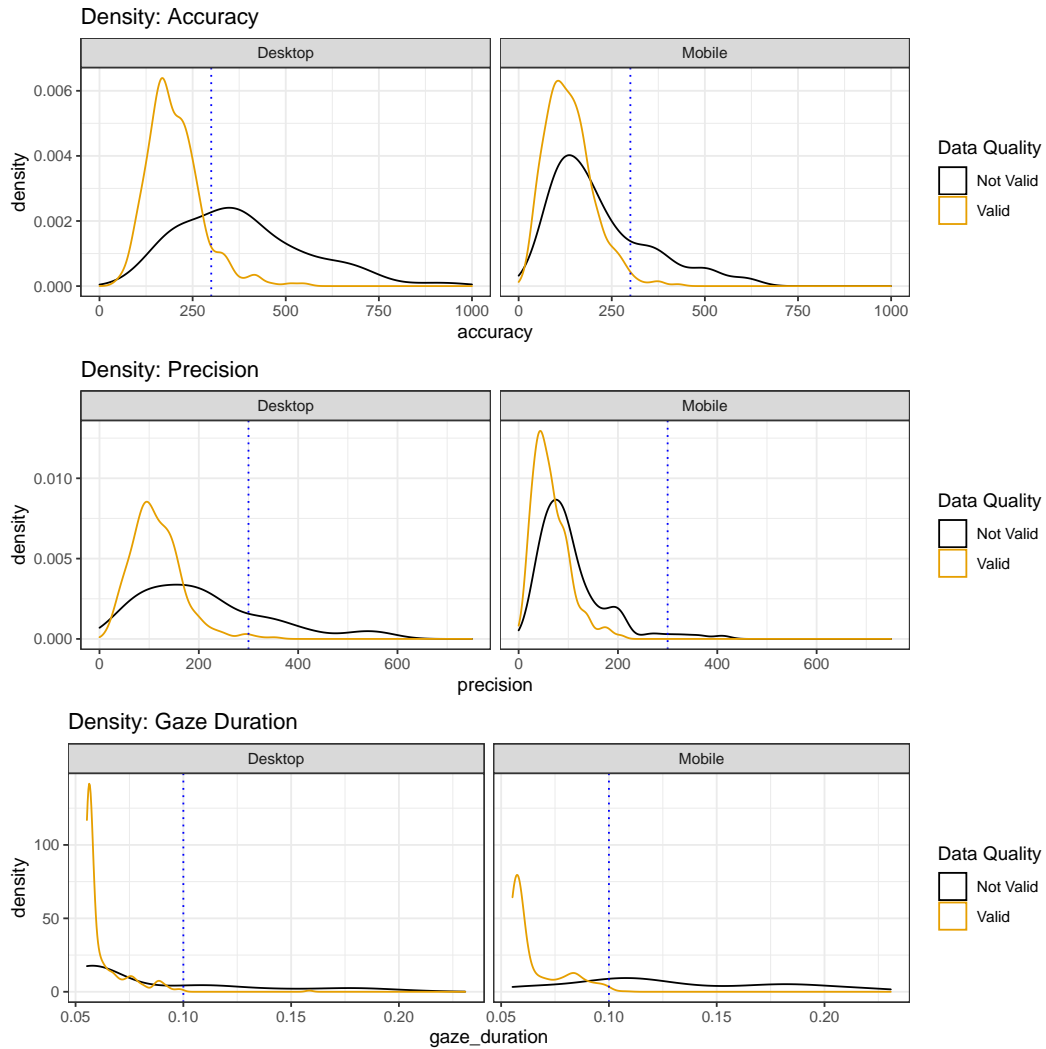 Density: Accuracy
Desktop
Mobile
0.006
0.004
0.002
0.000
density
0
250
500
750
1000
0
250
500
750
1000
accuracy
Data Quality
Not Valid
Valid
Density: Precision
Desktop
Mobile
0.010
0.005
0.000
density
0
200
400
600
0
200
400
600
precision
Data Quality
Not Valid
Valid
Density: Gaze Duration
Desktop
Mobile
100
50
0
density
0.05
0.10
0.15
0.20
0.05
0.10
0.15
0.20
gaze_duration
Data Quality
Not Valid
Valid